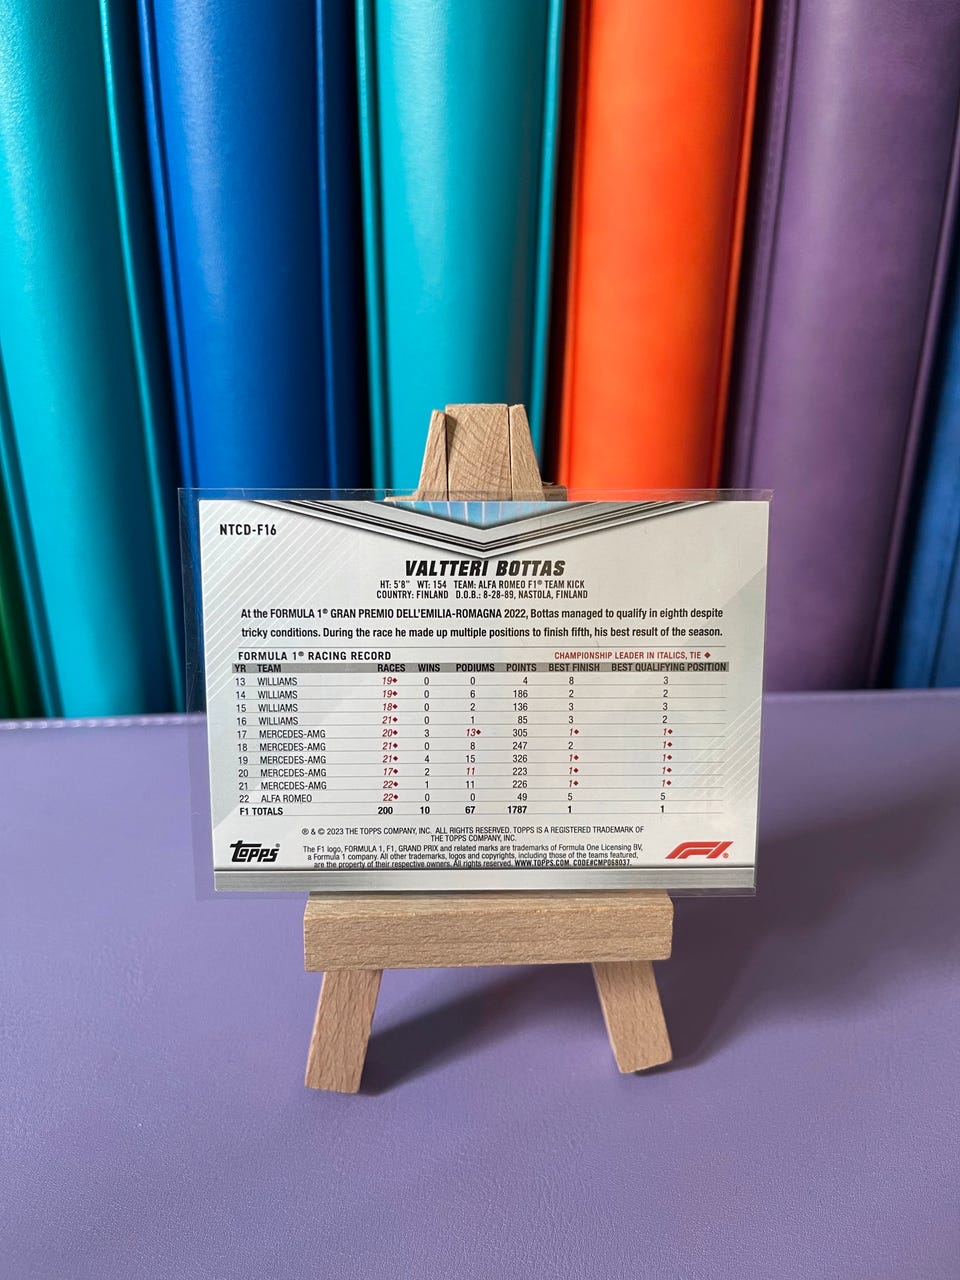 NTCD-F16
VALTTERI BOTTAS
HT: 5'8" WT: 154 TEAM: ALFA ROMEO F1® TEAM KICK
COUNTRY: FINLAND D.O.B.: 8-28-89, NASTOLA, FINLAND
At the FORMULA 1® GRAN PREMIO DELL'EMILIA-ROMAGNA 2022, Bottas managed to qualify in eighth despite
tricky conditions. During the race he made up multiple positions to finish fifth, his best result of the season.
FORMULA 1® RACING RECORD CHAMPIONSHIP LEADER IN ITALICS, TIE ◆
YR TEAM RACES WINS PODIUMS POINTS BEST FINISH BEST QUALIFYING POSITION
13 WILLIAMS 19◆ 0 0 4 8 3
14 WILLIAMS 19◆ 0 6 186 2 2
15 WILLIAMS 18◆ 0 2 136 3 3
16 WILLIAMS 21◆ 0 1 85 3 2
17 MERCEDES-AMG 20◆ 3 13◆ 305 1◆ 1◆
18 MERCEDES-AMG 21◆ 0 8 247 2 1◆
19 MERCEDES-AMG 21◆ 4 15 326 1◆ 1◆
20 MERCEDES-AMG 17◆ 2 11 223 1◆ 1◆
21 MERCEDES-AMG 22◆ 1 11 226 1◆ 1◆
22 ALFA ROMEO 22◆ 0 0 49 5 5
F1 TOTALS 200 10 67 1787 1 1
® & © 2023 THE TOPPS COMPANY, INC. ALL RIGHTS RESERVED. TOPPS IS A REGISTERED TRADEMARK OF
THE TOPPS COMPANY, INC.
The F1 logo, FORMULA 1, F1, GRAND PRIX and related marks are trademarks of Formula One Licensing BV,
a Formula 1 company. All other trademarks, logos and copyrights, including those of the teams featured,
are the property of their respective owners. All rights reserved. WWW.TOPPS.COM. CODE#CMP068037.
TOPPS®
F1®